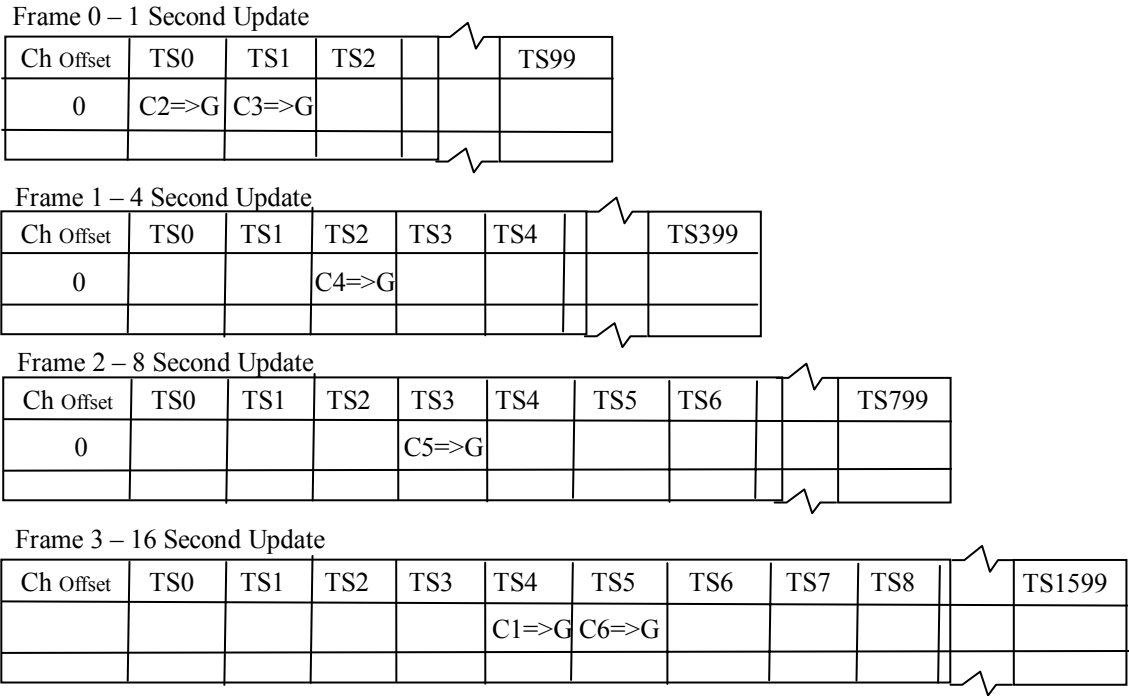 Frame 0 – 1 Second Update
Ch Offset TS0 TS1 TS2 TS99
0 C2=>G C3=>G
Frame 1 – 4 Second Update
Ch Offset TS0 TS1 TS2 TS3 TS4 TS399
0 C4=>G
Frame 2 – 8 Second Update
Ch Offset TS0 TS1 TS2 TS3 TS4 TS5 TS6 TS799
0 C5=>G
Frame 3 – 16 Second Update
Ch Offset TS0 TS1 TS2 TS3 TS4 TS5 TS6 TS7 TS8 TS1599
C1=>G C6=>G